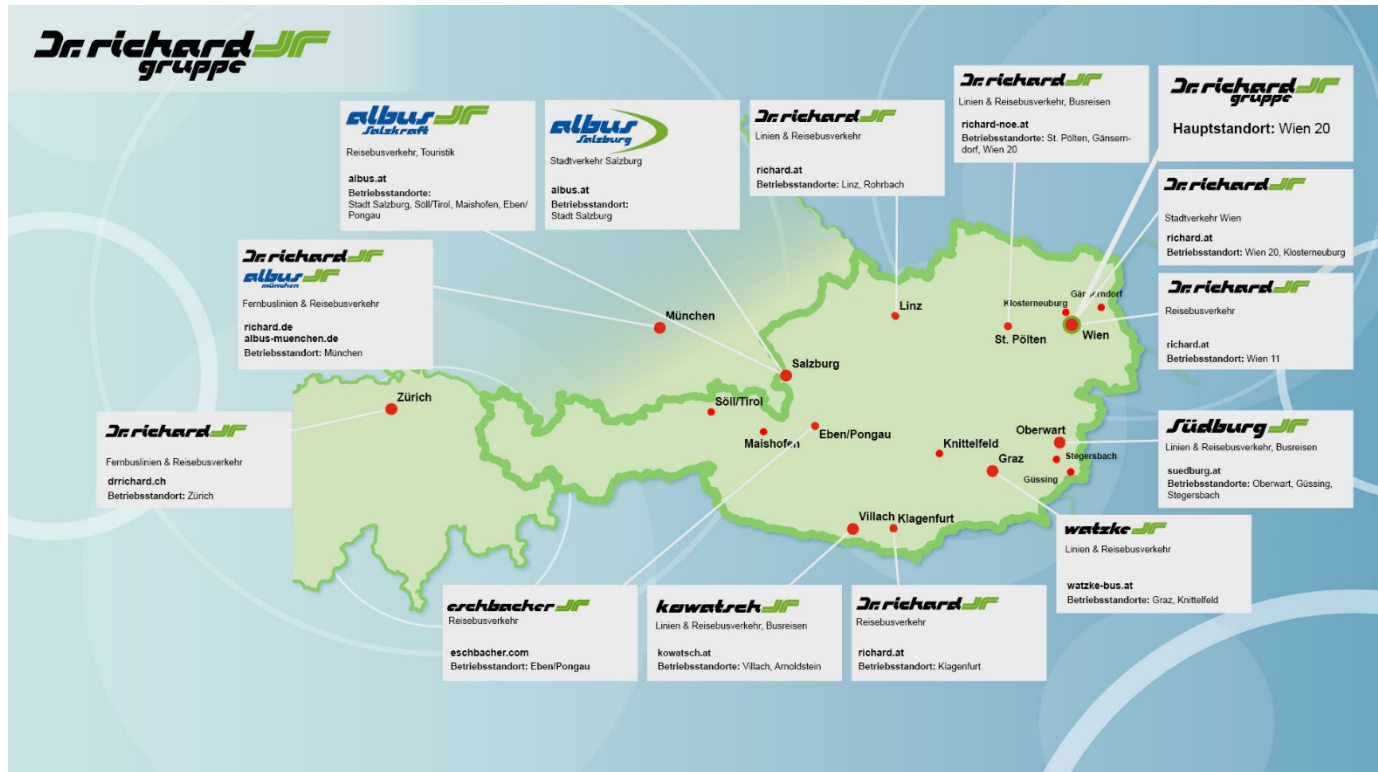 Dr. richard
gruppe
albus
Salzkraft
Reisebusverkehr, Touristik
albus.at
Betriebsstandorte:
Stadt Salzburg, Söll/Tirol, Maishofen, Eben/
Pongau
albus
Salzburg
Stadtverkehr Salzburg
albus.at
Betriebsstandort:
Stadt Salzburg
Dr. richard
Linien & Reisebusverkehr
richard.at
Betriebsstandorte: Linz, Rohrbach
Dr. richard
Linien & Reisebusverkehr, Busreisen
richard-noe.at
Betriebsstandorte: St. Pölten, Gänsern-
dorf, Wien 20
Dr. richard
gruppe
Hauptstandort: Wien 20
Dr. richard
Stadtverkehr Wien
richard.at
Betriebsstandort: Wien 20, Klosterneuburg
Dr. richard
albus
münchen
Fernbuslinien & Reisebusverkehr
richard.de
albus-muenchen.de
Betriebsstandort: München
Dr. richard
Reisebusverkehr
richard.at
Betriebsstandort: Wien 11
München
Linz
Klosterneuburg
St. Pölten
Wien
Salzburg
Zürich
Söll/Tirol
Maishofen
Eben/Pongau
Knittelfeld
Graz
Oberwart
Stegersbach
Güssing
Villach
Klagenfurt
Dr. richard
Fernbuslinien & Reisebusverkehr
drrichard.ch
Betriebsstandort: Zürich
Südburg
Linien & Reisebusverkehr, Busreisen
suedburg.at
Betriebsstandorte: Oberwart, Güssing,
Stegersbach
watzke
Linien & Reisebusverkehr
watzke-bus.at
Betriebsstandorte: Graz, Knittelfeld
eschbacher
Reisebusverkehr
eschbacher.com
Betriebsstandort: Eben/Pongau
kowatsch
Linien & Reisebusverkehr, Busreisen
kowatsch.at
Betriebsstandorte: Villach, Arnoldstein
Dr. richard
Reisebusverkehr
richard.at
Betriebsstandort: Klagenfurt